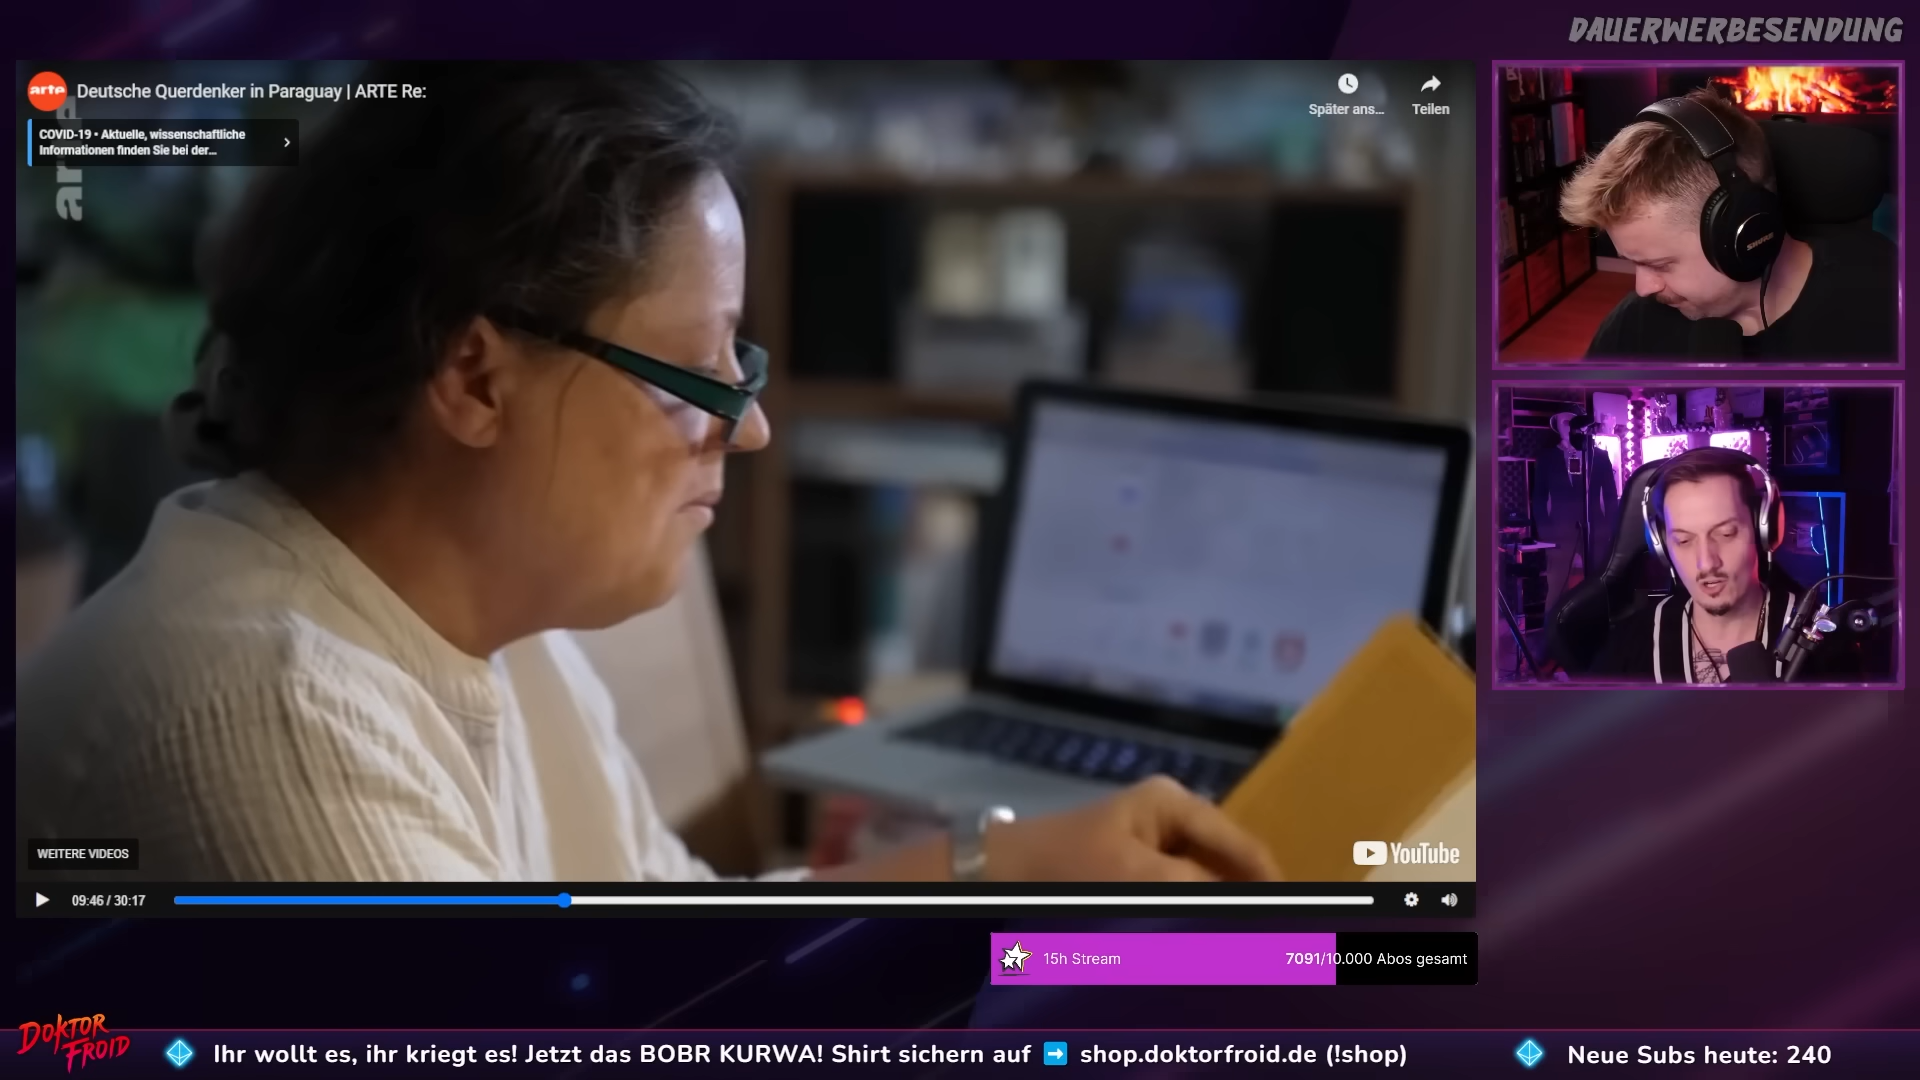 DAUERWERBESENDUNG
arte
Deutsche Querdenker in Paraguay | ARTE Re:
Später ans...
Teilen
COVID-19 • Aktuelle, wissenschaftliche
Informationen finden Sie bei der...
SHURE
WEITERE VIDEOS
YouTube
09:46 / 30:17
15h Stream
7091/10.000 Abos gesamt
DOKTOR
FROID
Ihr wollt es, ihr kriegt es! Jetzt das BOBR KURWA! Shirt sichern auf ➡ shop.doktorfroid.de (!shop)
Neue Subs heute: 240